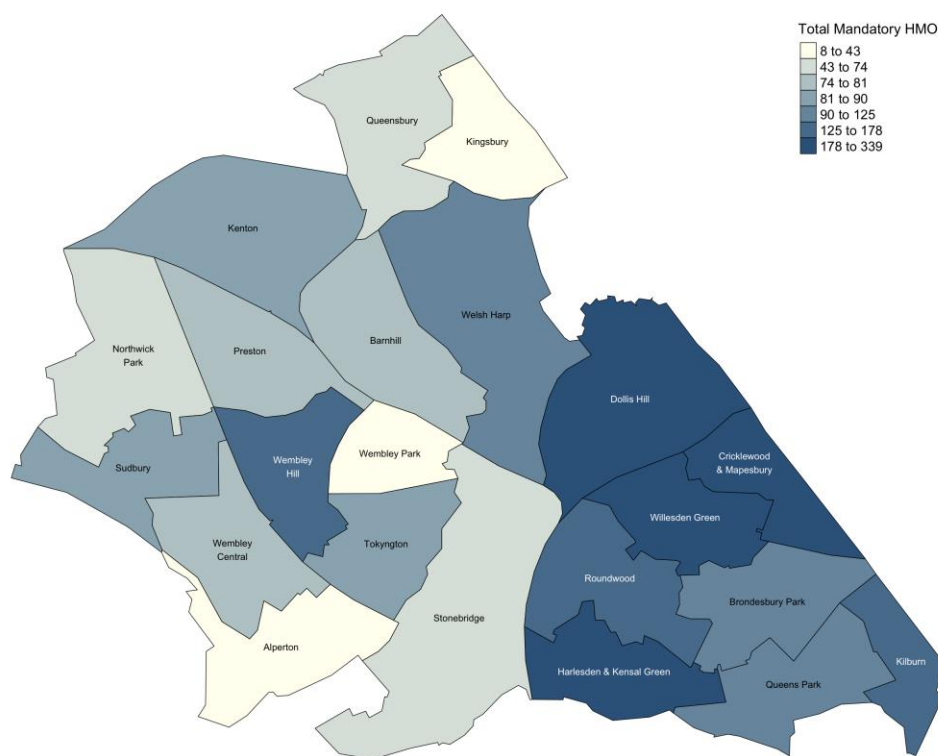 Total Mandatory HMO
8 to 43
43 to 74
74 to 81
81 to 90
90 to 125
125 to 178
178 to 339
Queensbury
Kingsbury
Kenton
Welsh Harp
Barnhill
Northwick
Park
Preston
Dollis Hill
Cricklewood
& Mapesbury
Wembley Park
Wembley
Hill
Sudbury
Willesden Green
Wembley
Central
Tokyngton
Roundwood
Brondesbury Park
Stonebridge
Alperton
Kilburn
Harlesden & Kensal Green
Queens Park